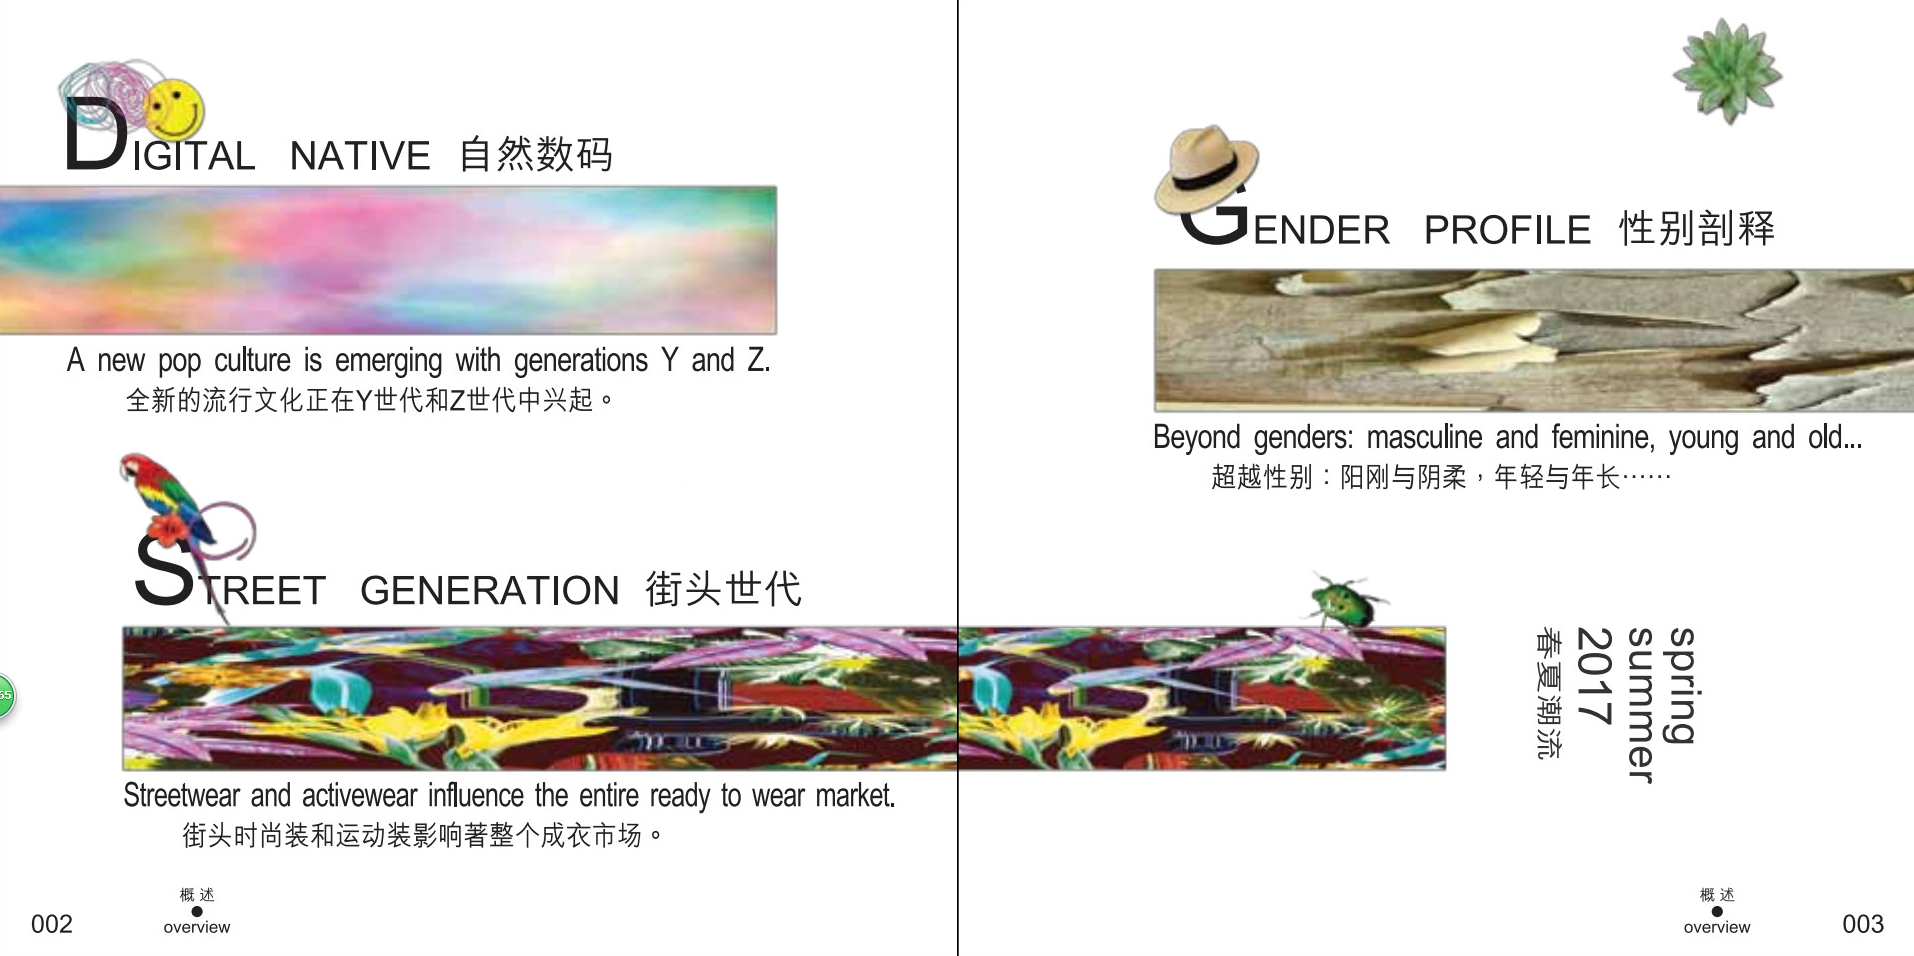 DIGITAL NATIVE 自然数码
A new pop culture is emerging with generations Y and Z.
全新的流行文化正在Y世代和Z世代中兴起。
STREET GENERATION 街头世代
Streetwear and activewear influence the entire ready to wear market.
街头时尚装和运动装影响著整个成衣市场。
概述
overview
002
GENDER PROFILE 性别剖释
Beyond genders: masculine and feminine, young and old...
超越性别：阳刚与阴柔，年轻与年长……
spring
summer
2017
春夏潮流
概述
overview
003
65